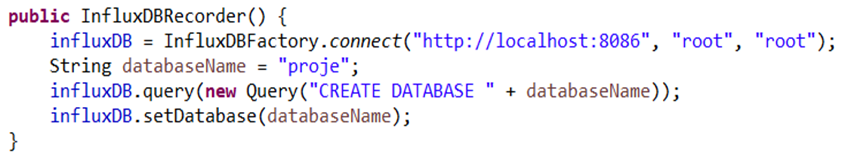 public InfluxDBRecorder() {
    influxDB = InfluxDBFactory.connect("http://localhost:8086", "root", "root");
    String databaseName = "proje";
    influxDB.query(new Query("CREATE DATABASE " + databaseName));
    influxDB.setDatabase(databaseName);
}